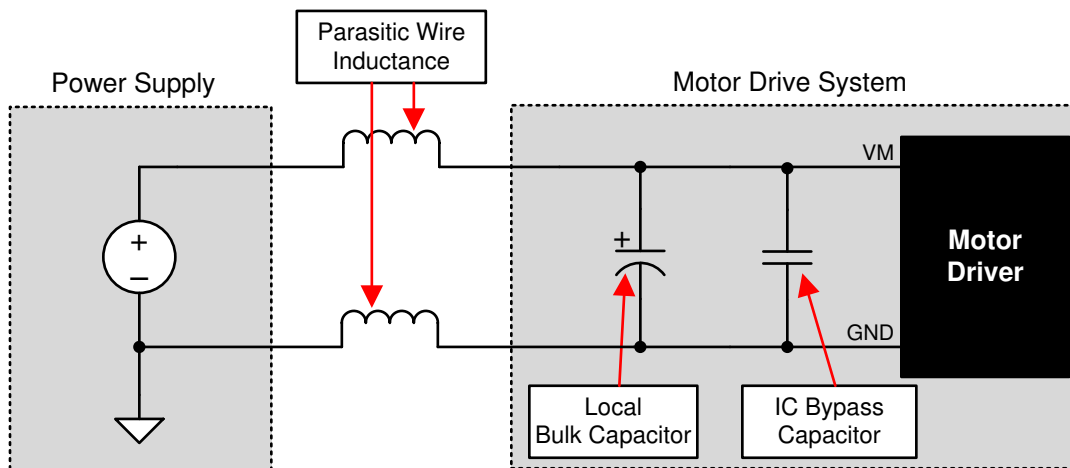 Parasitic Wire
Inductance
Power Supply
Motor Drive System
VM
+
–
+
Motor
Driver
GND
Local
Bulk Capacitor
IC Bypass
Capacitor